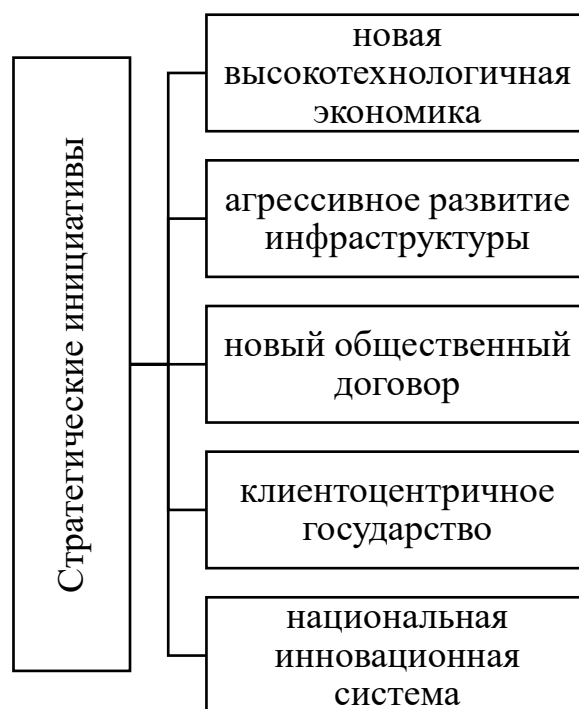 Стратегические инициативы
новая
высокотехнологичная
экономика
агрессивное развитие
инфраструктуры
новый общественный
договор
клиентоцентричное
государство
национальная
инновационная
система